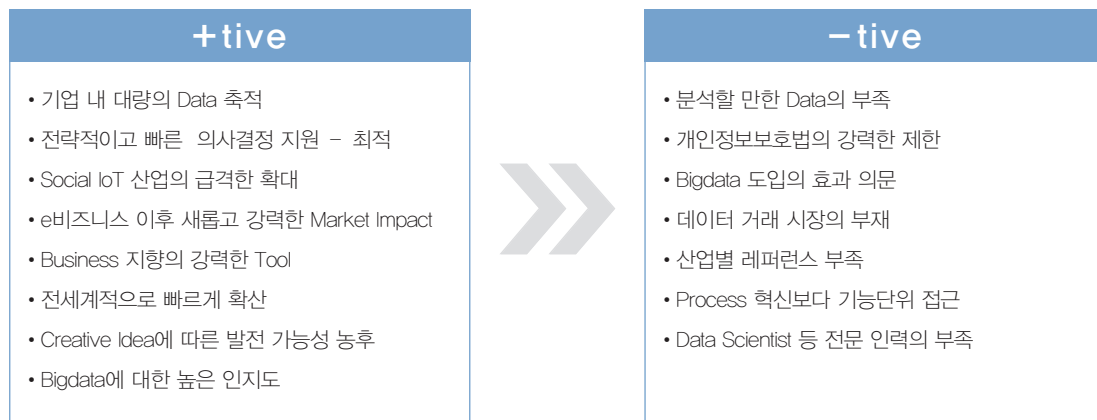 +tive
• 기업 내 대량의 Data 축적
• 전략적이고 빠른 의사결정 지원 - 최적
• Social IoT 산업의 급격한 확대
• e비즈니스 이후 새롭고 강력한 Market Impact
• Business 지향의 강력한 Tool
• 전세계적으로 빠르게 확산
• Creative Idea에 따른 발전 가능성 농후
• Bigdata에 대한 높은 인지도
-tive
• 분석할 만한 Data의 부족
• 개인정보보호법의 강력한 제한
• Bigdata 도입의 효과 의문
• 데이터 거래 시장의 부재
• 산업별 레퍼런스 부족
• Process 혁신보다 기능단위 접근
• Data Scientist 등 전문 인력의 부족